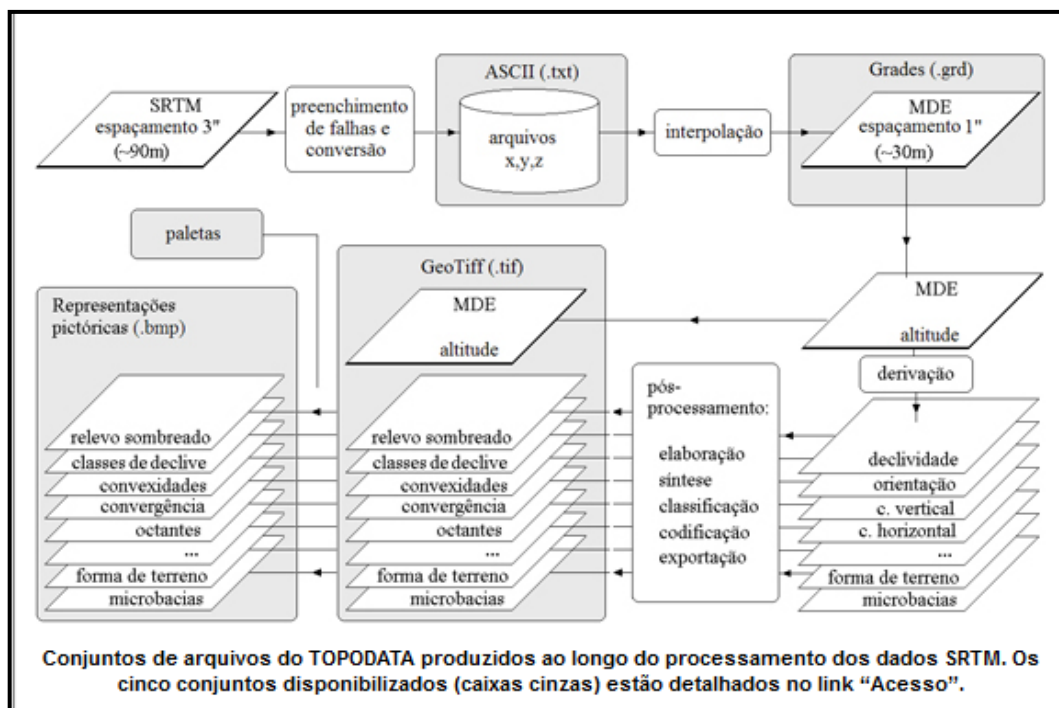 ASCII (.txt)
Grades (.grd)
SRTM
espaçamento 3"
(~90m)
preenchimento
de falhas e
conversão
arquivos
x,y,z
interpolação
MDE
espaçamento 1"
(~30m)
paletas
GeoTiff (.tif)
MDE
altitude
MDE
altitude
derivação
Representações
pictóricas (.bmp)
relevo sombreado
classes de declive
convexidades
convergência
octantes
...
forma de terreno
microbacias
relevo sombreado
classes de declive
convexidades
convergência
octantes
...
forma de terreno
microbacias
pós-
processamento:
elaboração
síntese
classificação
codificação
exportação
declividade
orientação
c. vertical
c. horizontal
...
forma de terreno
microbacias
Conjuntos de arquivos do TOPODATA produzidos ao longo do processamento dos dados SRTM. Os
cinco conjuntos disponibilizados (caixas cinzas) estão detalhados no link “Acesso”.